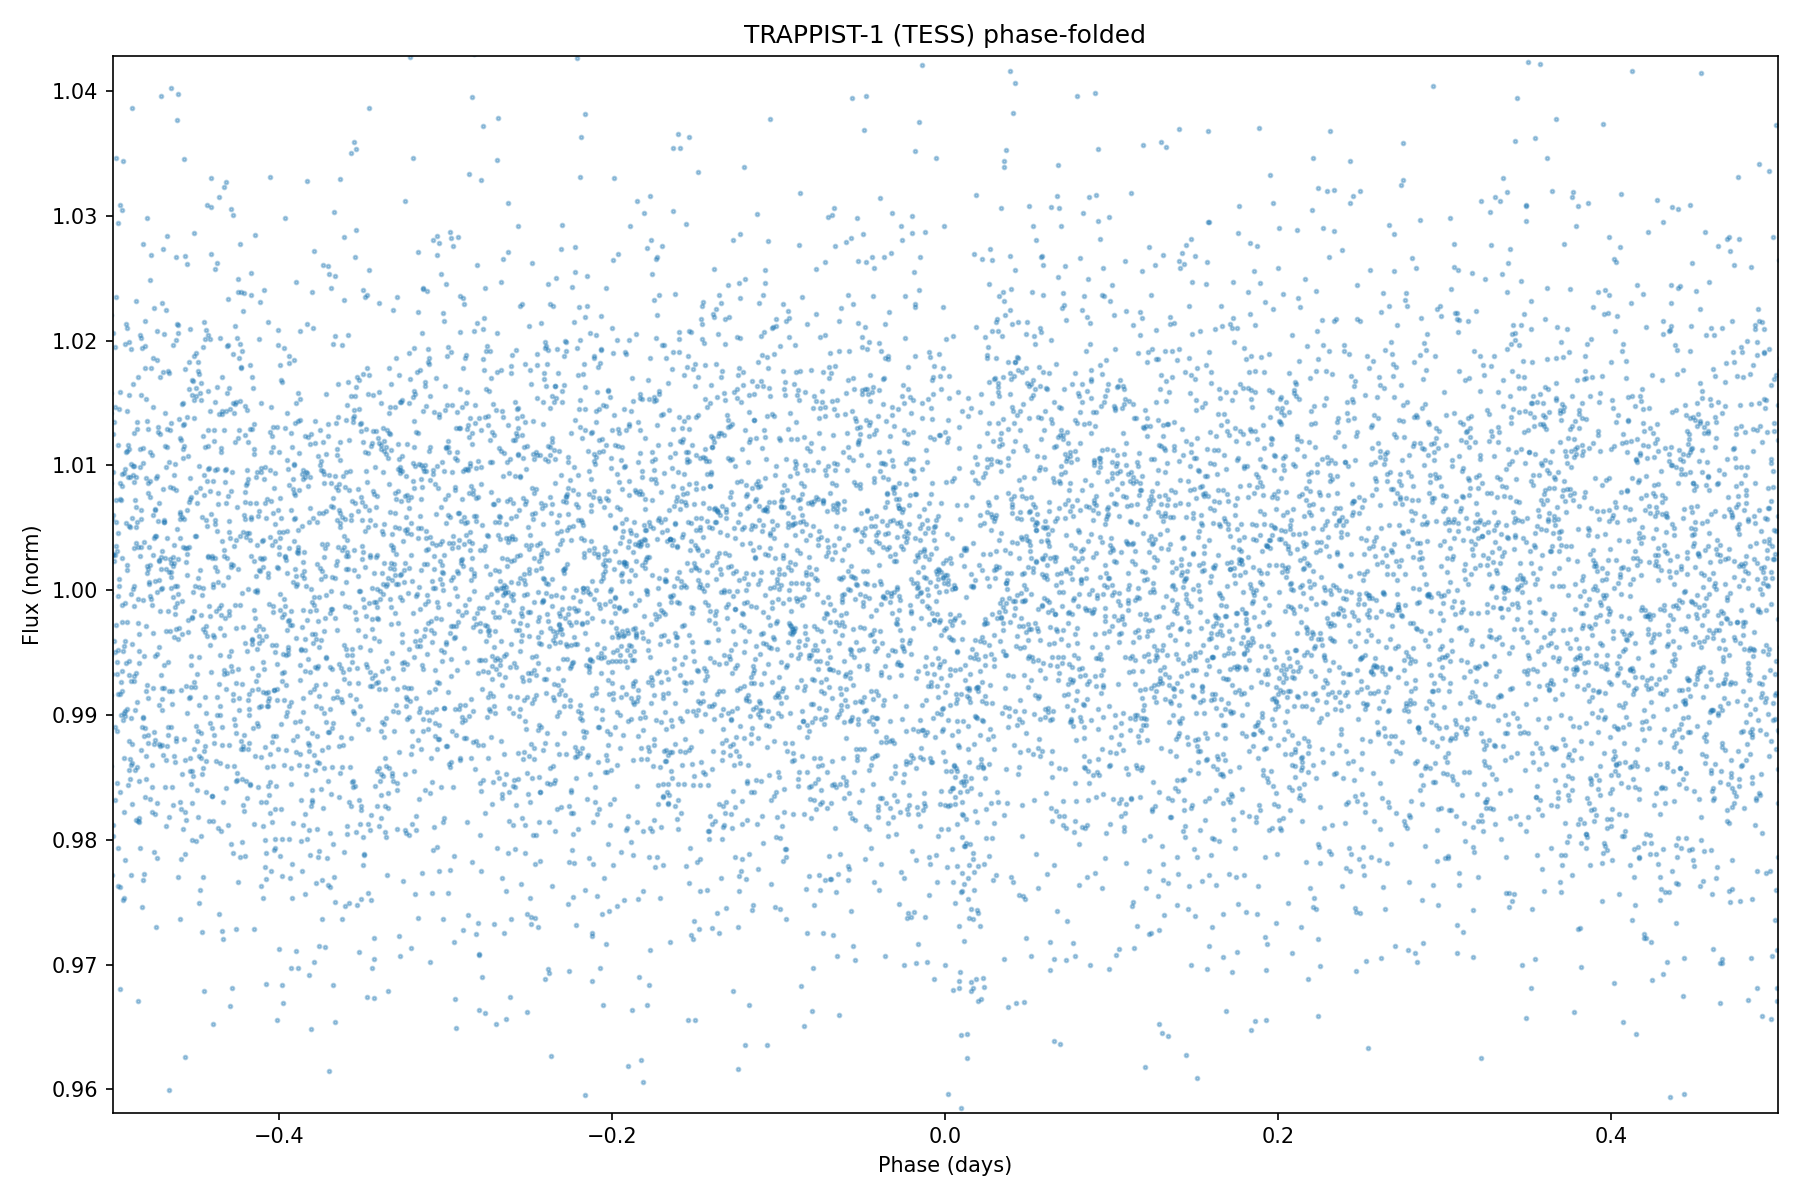 TRAPPIST-1 (TESS) phase-folded
1.04
1.03
1.02
1.01
1.00
0.99
0.98
0.97
0.96
Flux (norm)
−0.4 −0.2 0.0 0.2 0.4
Phase (days)